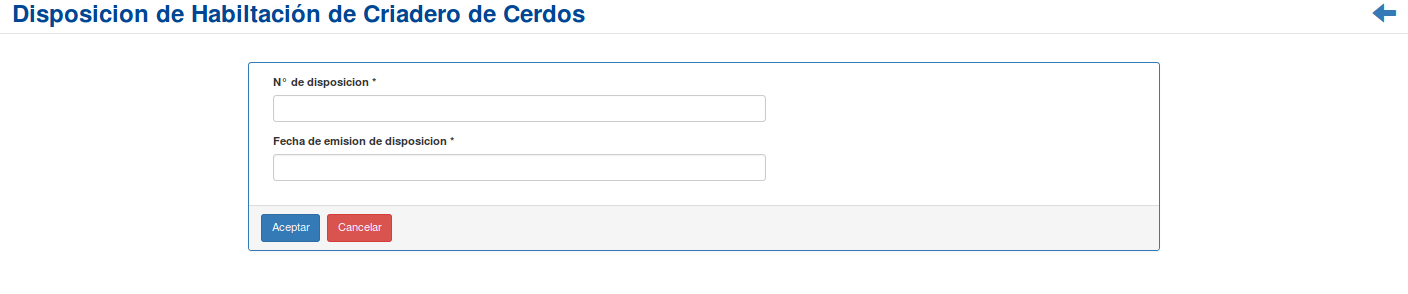 Disposicion de Habiltación de Criadero de Cerdos
N° de disposicion *
Fecha de emision de disposicion *
Aceptar Cancelar